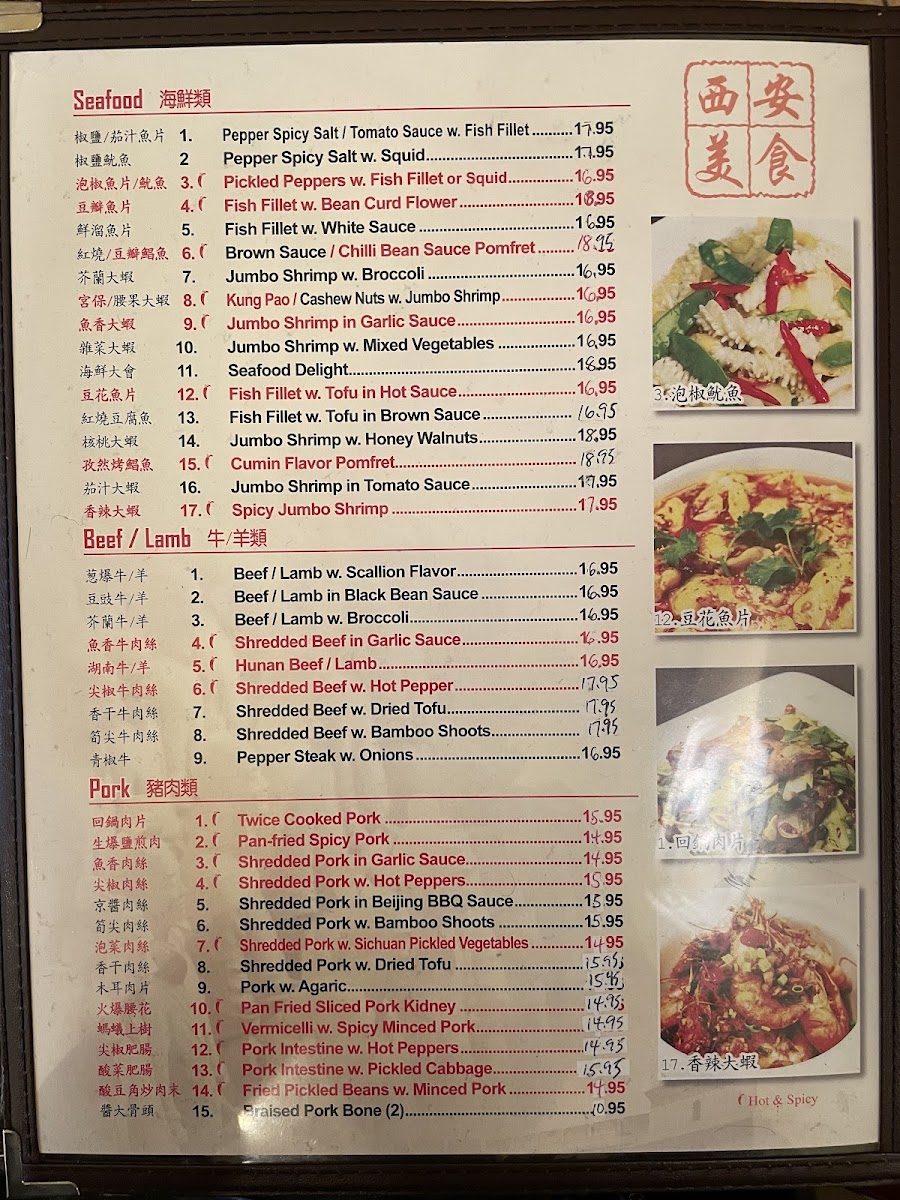 Seafood 海鮮類
椒鹽/茄汁魚片 1. Pepper Spicy Salt / Tomato Sauce w. Fish Fillet ..........17.95
椒鹽魷魚 2 Pepper Spicy Salt w. Squid..................................17.95
泡椒魚片/魷魚 3. Pickled Peppers w. Fish Fillet or Squid...............16.95
豆瓣魚片 4. Fish Fillet w. Bean Curd Flower ..........................18.95
鮮溜魚片 5. Fish Fillet w. White Sauce ...................................16.95
紅燒/豆瓣鯧魚 6. Brown Sauce / Chilli Bean Sauce Pomfret ........18.95
芥蘭大蝦 7. Jumbo Shrimp w. Broccoli .................................16.95
宮保/腰果大蝦 8. Kung Pao / Cashew Nuts w. Jumbo Shrimp.................16.95
魚香大蝦 9. Jumbo Shrimp in Garlic Sauce...........................16.95
雜菜大蝦 10. Jumbo Shrimp w. Mixed Vegetables ..................16.95
海鮮大會 11. Seafood Delight...................................................18.95
豆花魚片 12. Fish Fillet w. Tofu in Hot Sauce..........................16.95
紅燒豆腐魚 13. Fish Fillet w. Tofu in Brown Sauce ....................16.95
核桃大蝦 14. Jumbo Shrimp w. Honey Walnuts......................18.95
孜然烤鯧魚 15. Cumin Flavor Pomfret........................................18.95
茄汁大蝦 16. Jumbo Shrimp in Tomato Sauce........................17.95
香辣大蝦 17. Spicy Jumbo Shrimp .........................................17.95
Beef / Lamb 牛/羊類
葱爆牛/羊 1. Beef / Lamb w. Scallion Flavor...........................16.95
豆豉牛/羊 2. Beef / Lamb in Black Bean Sauce .....................16.95
芥蘭牛/羊 3. Beef / Lamb w. Broccoli.....................................16.95
魚香牛肉絲 4. Shredded Beef in Garlic Sauce..........................16.95
湖南牛/羊 5. Hunan Beef / Lamb...........................................16.95
尖椒牛肉絲 6. Shredded Beef w. Hot Pepper...........................17.95
香干牛肉絲 7. Shredded Beef w. Dried Tofu............................17.95
筍尖牛肉絲 8. Shredded Beef w. Bamboo Shoots...................17.95
青椒牛 9. Pepper Steak w. Onions ...................................16.95
Pork 豬肉類
回鍋肉片 1. Twice Cooked Pork ...........................................15.95
生爆鹽煎肉 2. Pan-fried Spicy Pork .........................................14.95
魚香肉絲 3. Shredded Pork in Garlic Sauce.........................14.95
尖椒肉絲 4. Shredded Pork w. Hot Peppers.........................15.95
京醬肉絲 5. Shredded Pork in Beijing BBQ Sauce...............15.95
筍尖肉絲 6. Shredded Pork w. Bamboo Shoots ...................15.95
泡菜肉絲 7. Shredded Pork w. Sichuan Pickled Vegetables ............14.95
香干肉絲 8. Shredded Pork w. Dried Tofu ...........................15.95
木耳肉片 9. Pork w. Agaric..................................................15.95
火爆腰花 10. Pan Fried Sliced Pork Kidney ..........................14.95
螞蟻上樹 11. Vermicelli w. Spicy Minced Pork.......................14.95
尖椒肥腸 12. Pork Intestine w. Hot Peppers..........................14.95
酸菜肥腸 13. Pork Intestine w. Pickled Cabbage...................15.95
酸豆角炒肉末 14. Fried Pickled Beans w. Minced Pork ................14.95
醬大骨頭 15. Braised Pork Bone (2).....................................10.95
西安
美食
3.泡椒魷魚
12.豆花魚片
1.回鍋肉片
17.香辣大蝦
Hot & Spicy